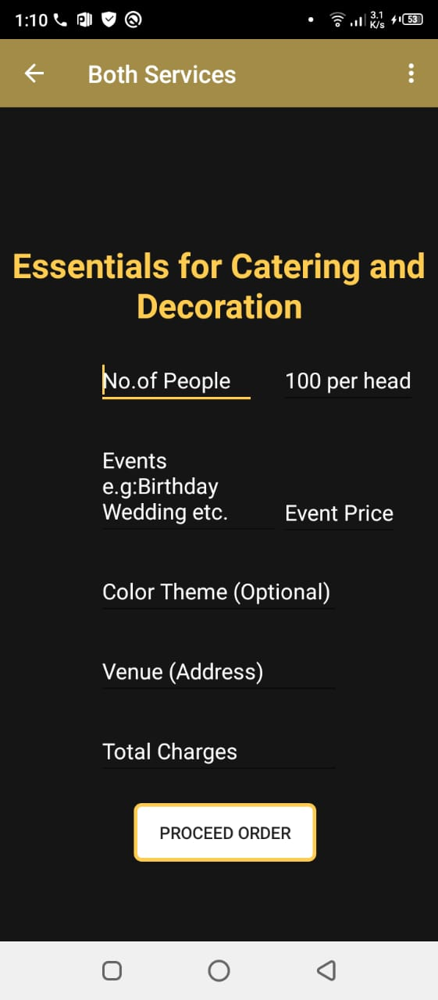 1:10 3.1 K/s 53
Both Services
Essentials for Catering and
Decoration
No.of People 100 per head
Events
e.g:Birthday
Wedding etc. Event Price
Color Theme (Optional)
Venue (Address)
Total Charges
PROCEED ORDER